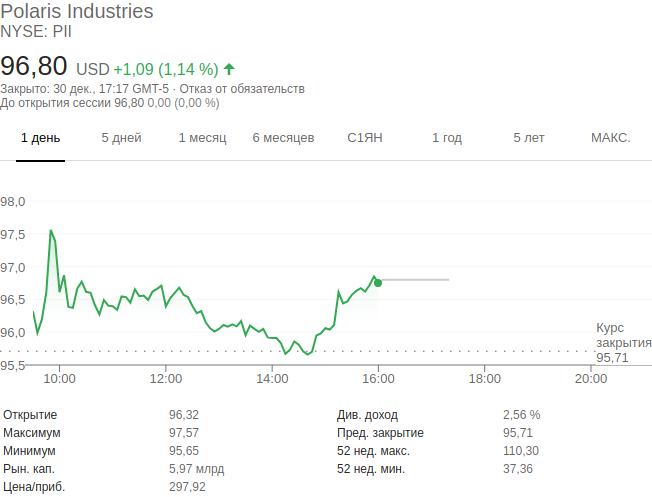 Polaris Industries
NYSE: PII
96,80 USD +1,09 (1,14 %)
Закрыто: 30 дек., 17:17 GMT-5 · Отказ от обязательств
До открытия сессии 96,80 0,00 (0,00 %)
1 день 5 дней 1 месяц 6 месяцев С1ЯН 1 год 5 лет МАКС.
98,0
97,5
97,0
96,5
96,0
95,5
Курс
закрытия
95,71
10:00 12:00 14:00 16:00 18:00 20:00
Открытие 96,32 Див. доход 2,56 %
Максимум 97,57 Пред. закрытие 95,71
Минимум 95,65 52 нед. макс. 110,30
Рын. кап. 5,97 млрд 52 нед. мин. 37,36
Цена/приб. 297,92